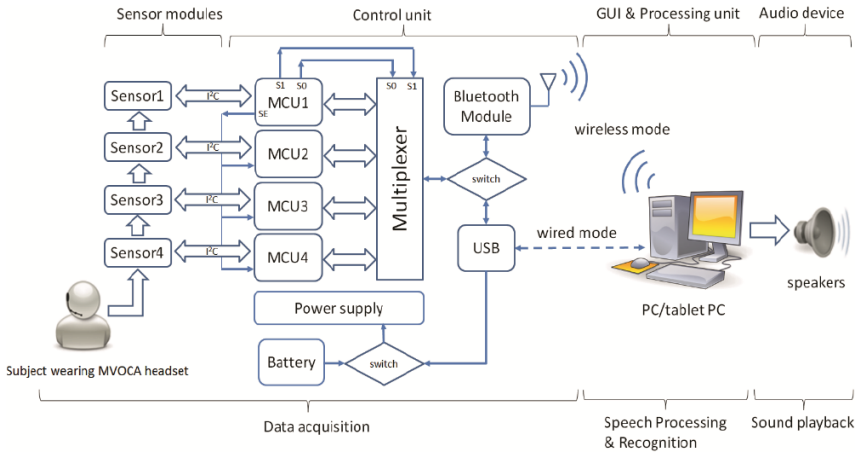 Sensor modules
Control unit
GUI & Processing unit
Audio device
S1
S0
S0
S1
Sensor1
I²C
MCU1
SE
Bluetooth
Module
wireless mode
Sensor2
I²C
MCU2
Multiplexer
switch
Sensor3
I²C
MCU3
USB
wired mode
Sensor4
I²C
MCU4
speakers
PC/tablet PC
Power supply
Battery
switch
Subject wearing MVOCA headset
Data acquisition
Speech Processing
& Recognition
Sound playback